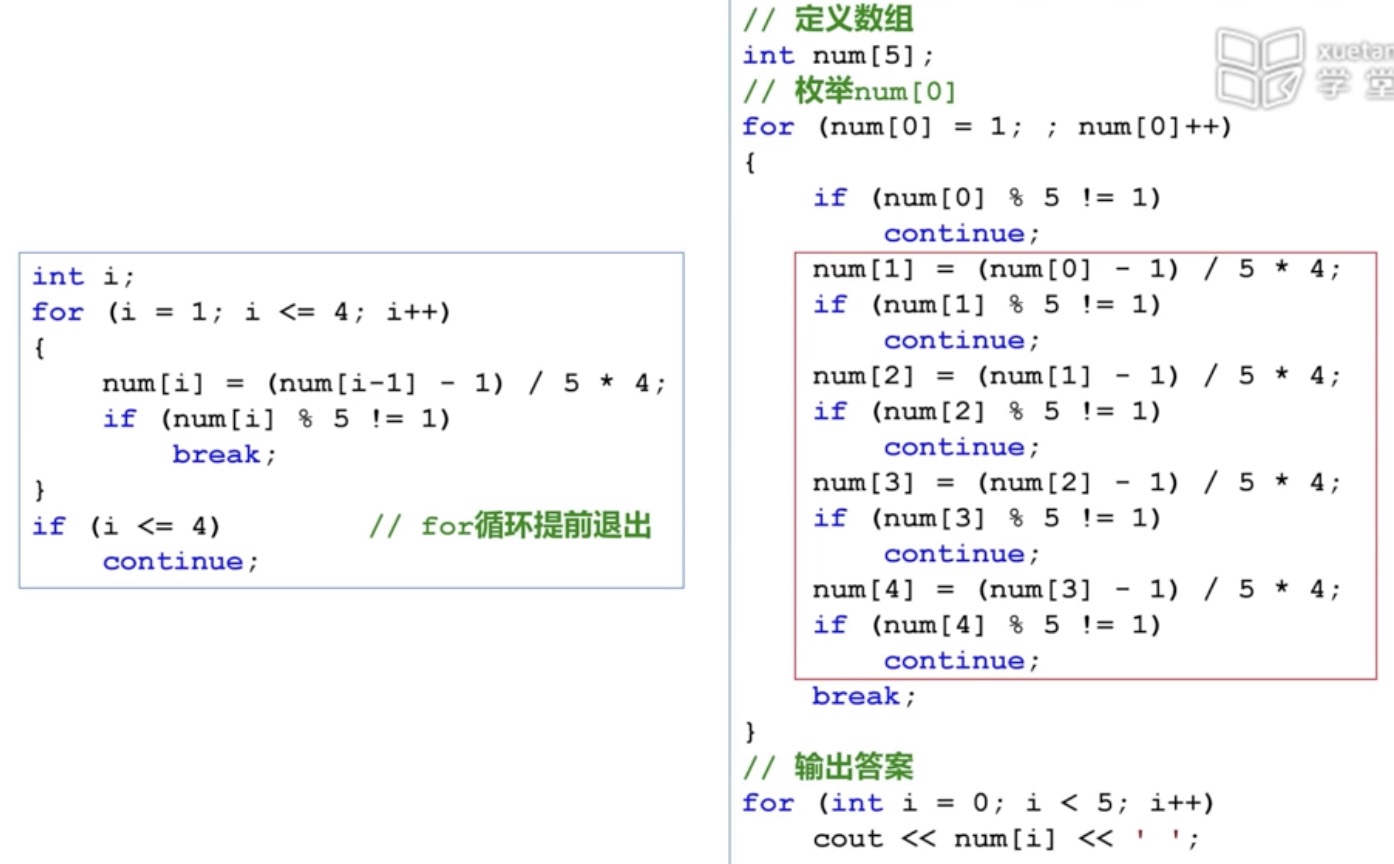 int i;
for (i = 1; i <= 4; i++)
{
    num[i] = (num[i-1] - 1) / 5 * 4;
    if (num[i] % 5 != 1)
        break;
}
if (i <= 4)         // for循环提前退出
    continue;
// 定义数组
int num[5];
// 枚举num[0]
for (num[0] = 1; ; num[0]++)
{
    if (num[0] % 5 != 1)
        continue;
    num[1] = (num[0] - 1) / 5 * 4;
    if (num[1] % 5 != 1)
        continue;
    num[2] = (num[1] - 1) / 5 * 4;
    if (num[2] % 5 != 1)
        continue;
    num[3] = (num[2] - 1) / 5 * 4;
    if (num[3] % 5 != 1)
        continue;
    num[4] = (num[3] - 1) / 5 * 4;
    if (num[4] % 5 != 1)
        continue;
    break;
}
// 输出答案
for (int i = 0; i < 5; i++)
    cout << num[i] << ' ';
xuetan
学堂